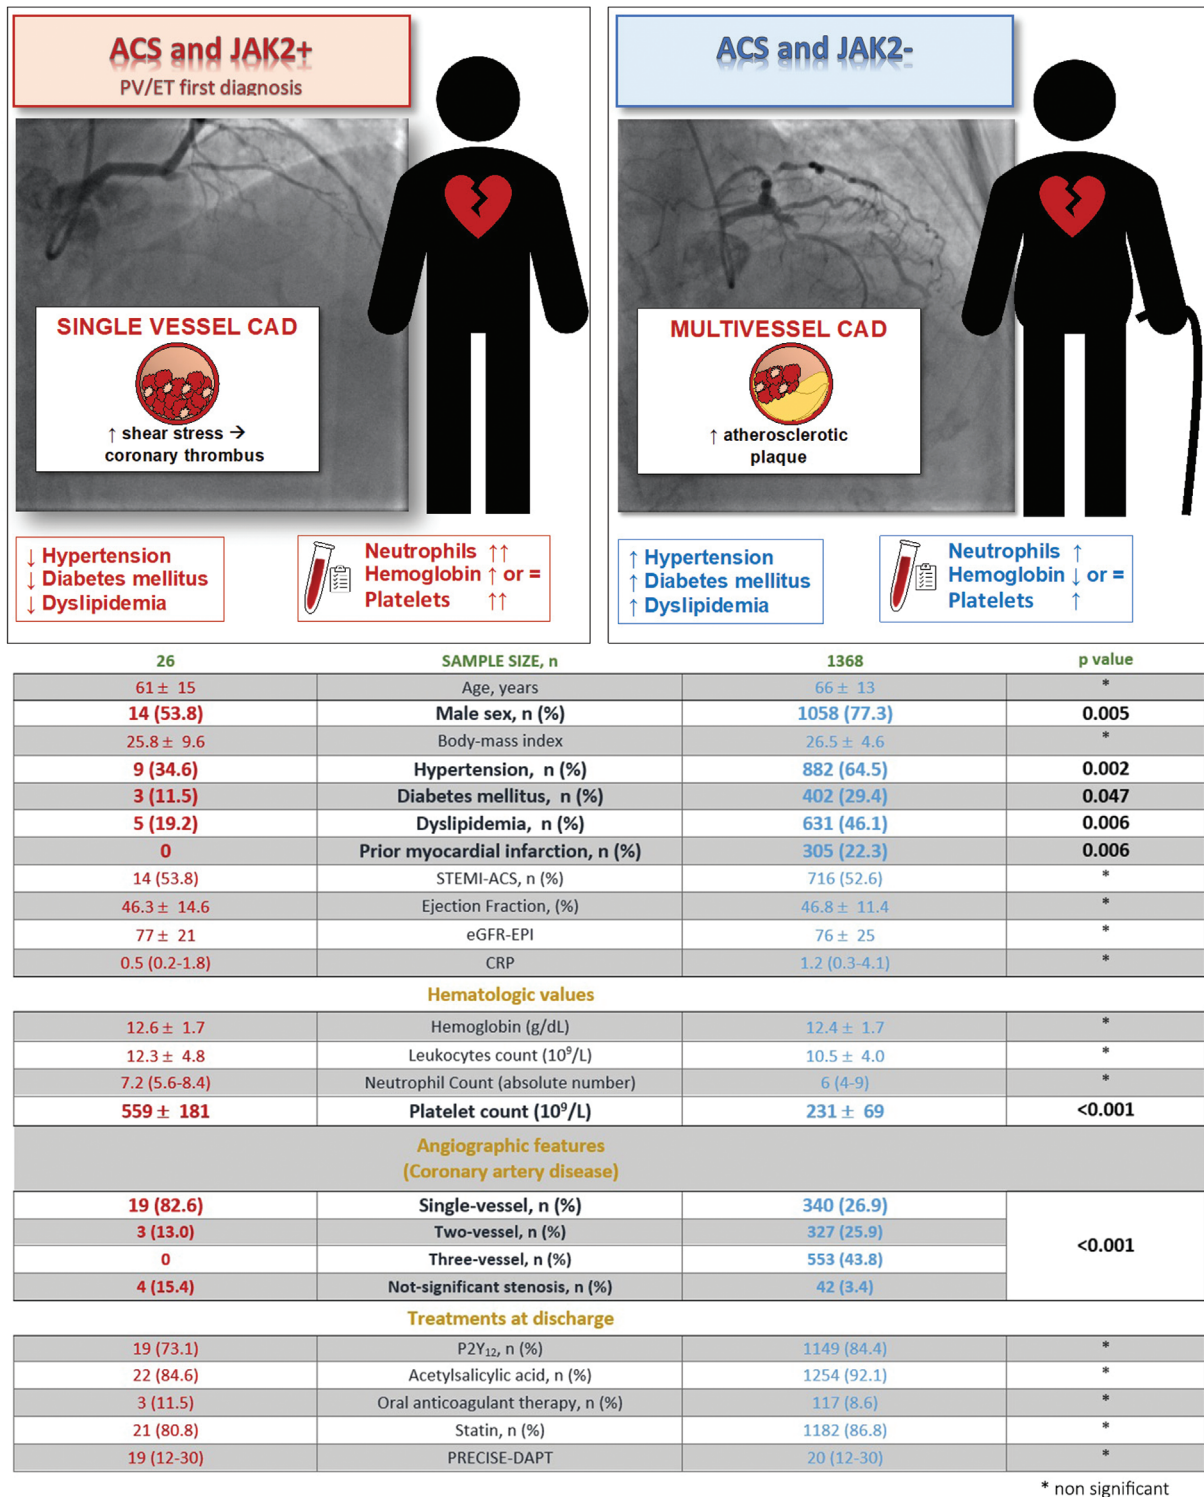 ACS and JAK2+
PV/ET first diagnosis
SINGLE VESSEL CAD
↑ shear stress →
coronary thrombus
↓ Hypertension
↓ Diabetes mellitus
↓ Dyslipidemia
Neutrophils ↑↑
Hemoglobin ↑ or =
Platelets ↑↑
ACS and JAK2-
MULTIVESSEL CAD
↑ atherosclerotic
plaque
↑ Hypertension
↑ Diabetes mellitus
↑ Dyslipidemia
Neutrophils ↑
Hemoglobin ↓ or =
Platelets ↑
26 SAMPLE SIZE, n 1368 p value
61 ± 15 Age, years 66 ± 13 *
14 (53.8) Male sex, n (%) 1058 (77.3) 0.005
25.8 ± 9.6 Body-mass index 26.5 ± 4.6 *
9 (34.6) Hypertension, n (%) 882 (64.5) 0.002
3 (11.5) Diabetes mellitus, n (%) 402 (29.4) 0.047
5 (19.2) Dyslipidemia, n (%) 631 (46.1) 0.006
0 Prior myocardial infarction, n (%) 305 (22.3) 0.006
14 (53.8) STEMI-ACS, n (%) 716 (52.6) *
46.3 ± 14.6 Ejection Fraction, (%) 46.8 ± 11.4 *
77 ± 21 eGFR-EPI 76 ± 25 *
0.5 (0.2-1.8) CRP 1.2 (0.3-4.1) *
Hematologic values
12.6 ± 1.7 Hemoglobin (g/dL) 12.4 ± 1.7 *
12.3 ± 4.8 Leukocytes count (10⁹/L) 10.5 ± 4.0 *
7.2 (5.6-8.4) Neutrophil Count (absolute number) 6 (4-9) *
559 ± 181 Platelet count (10⁹/L) 231 ± 69 <0.001
Angiographic features
(Coronary artery disease)
19 (82.6) Single-vessel, n (%) 340 (26.9)
3 (13.0) Two-vessel, n (%) 327 (25.9)
<0.001
0 Three-vessel, n (%) 553 (43.8)
4 (15.4) Not-significant stenosis, n (%) 42 (3.4)
Treatments at discharge
19 (73.1) P2Y₁₂, n (%) 1149 (84.4) *
22 (84.6) Acetylsalicylic acid, n (%) 1254 (92.1) *
3 (11.5) Oral anticoagulant therapy, n (%) 117 (8.6) *
21 (80.8) Statin, n (%) 1182 (86.8) *
19 (12-30) PRECISE-DAPT 20 (12-30) *
* non significant